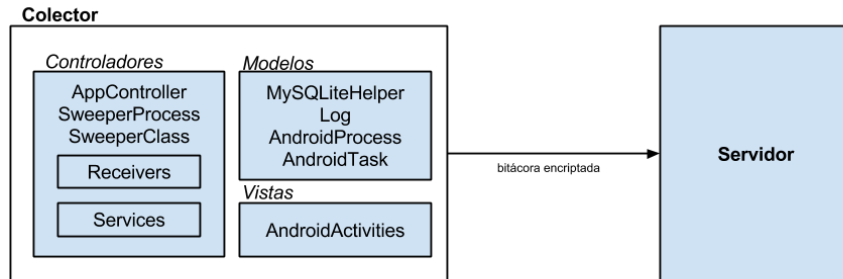 Colector
Controladores
AppController
SweeperProcess
SweeperClass
Receivers
Services
Modelos
MySQLiteHelper
Log
AndroidProcess
AndroidTask
Vistas
AndroidActivities
bitácora encriptada
Servidor